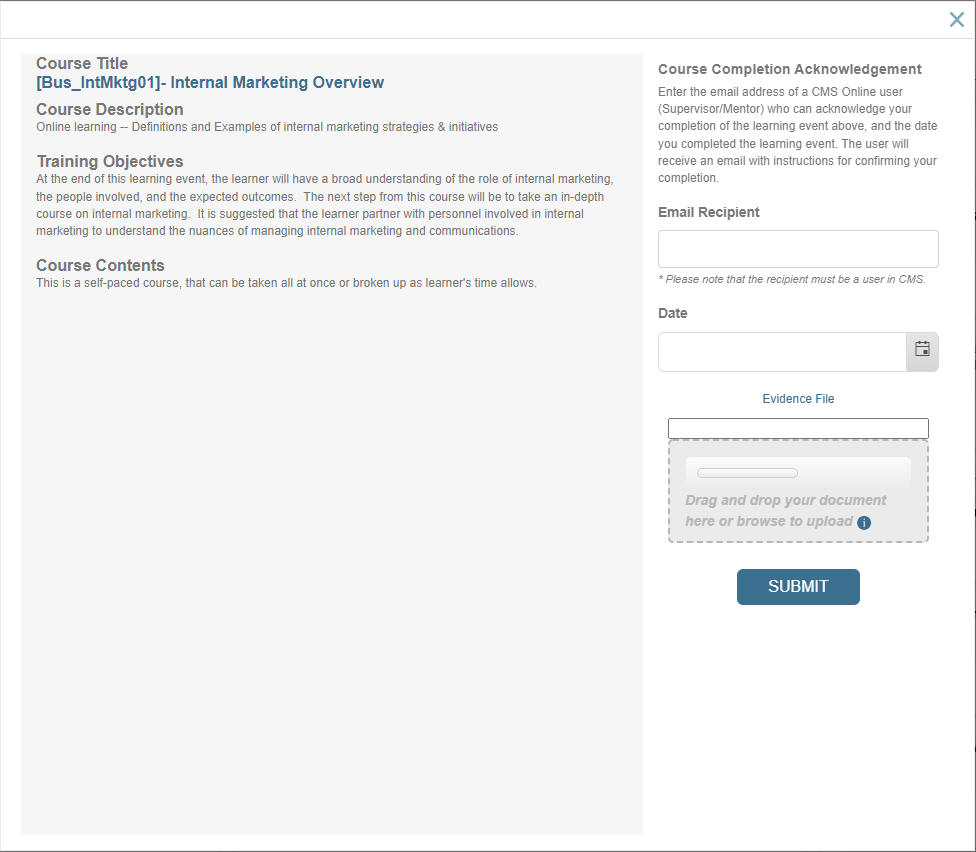 Course Title
[Bus_IntMktg01]- Internal Marketing Overview
Course Description
Online learning -- Definitions and Examples of internal marketing strategies & initiatives
Training Objectives
At the end of this learning event, the learner will have a broad understanding of the role of internal marketing,
the people involved, and the expected outcomes.  The next step from this course will be to take an in-depth
course on internal marketing.  It is suggested that the learner partner with personnel involved in internal
marketing to understand the nuances of managing internal marketing and communications.
Course Contents
This is a self-paced course, that can be taken all at once or broken up as learner's time allows.
Course Completion Acknowledgement
Enter the email address of a CMS Online user
(Supervisor/Mentor) who can acknowledge your
completion of the learning event above, and the date
you completed the learning event. The user will
receive an email with instructions for confirming your
completion.
Email Recipient
* Please note that the recipient must be a user in CMS.
Date
Evidence File
Drag and drop your document
here or browse to upload i
SUBMIT